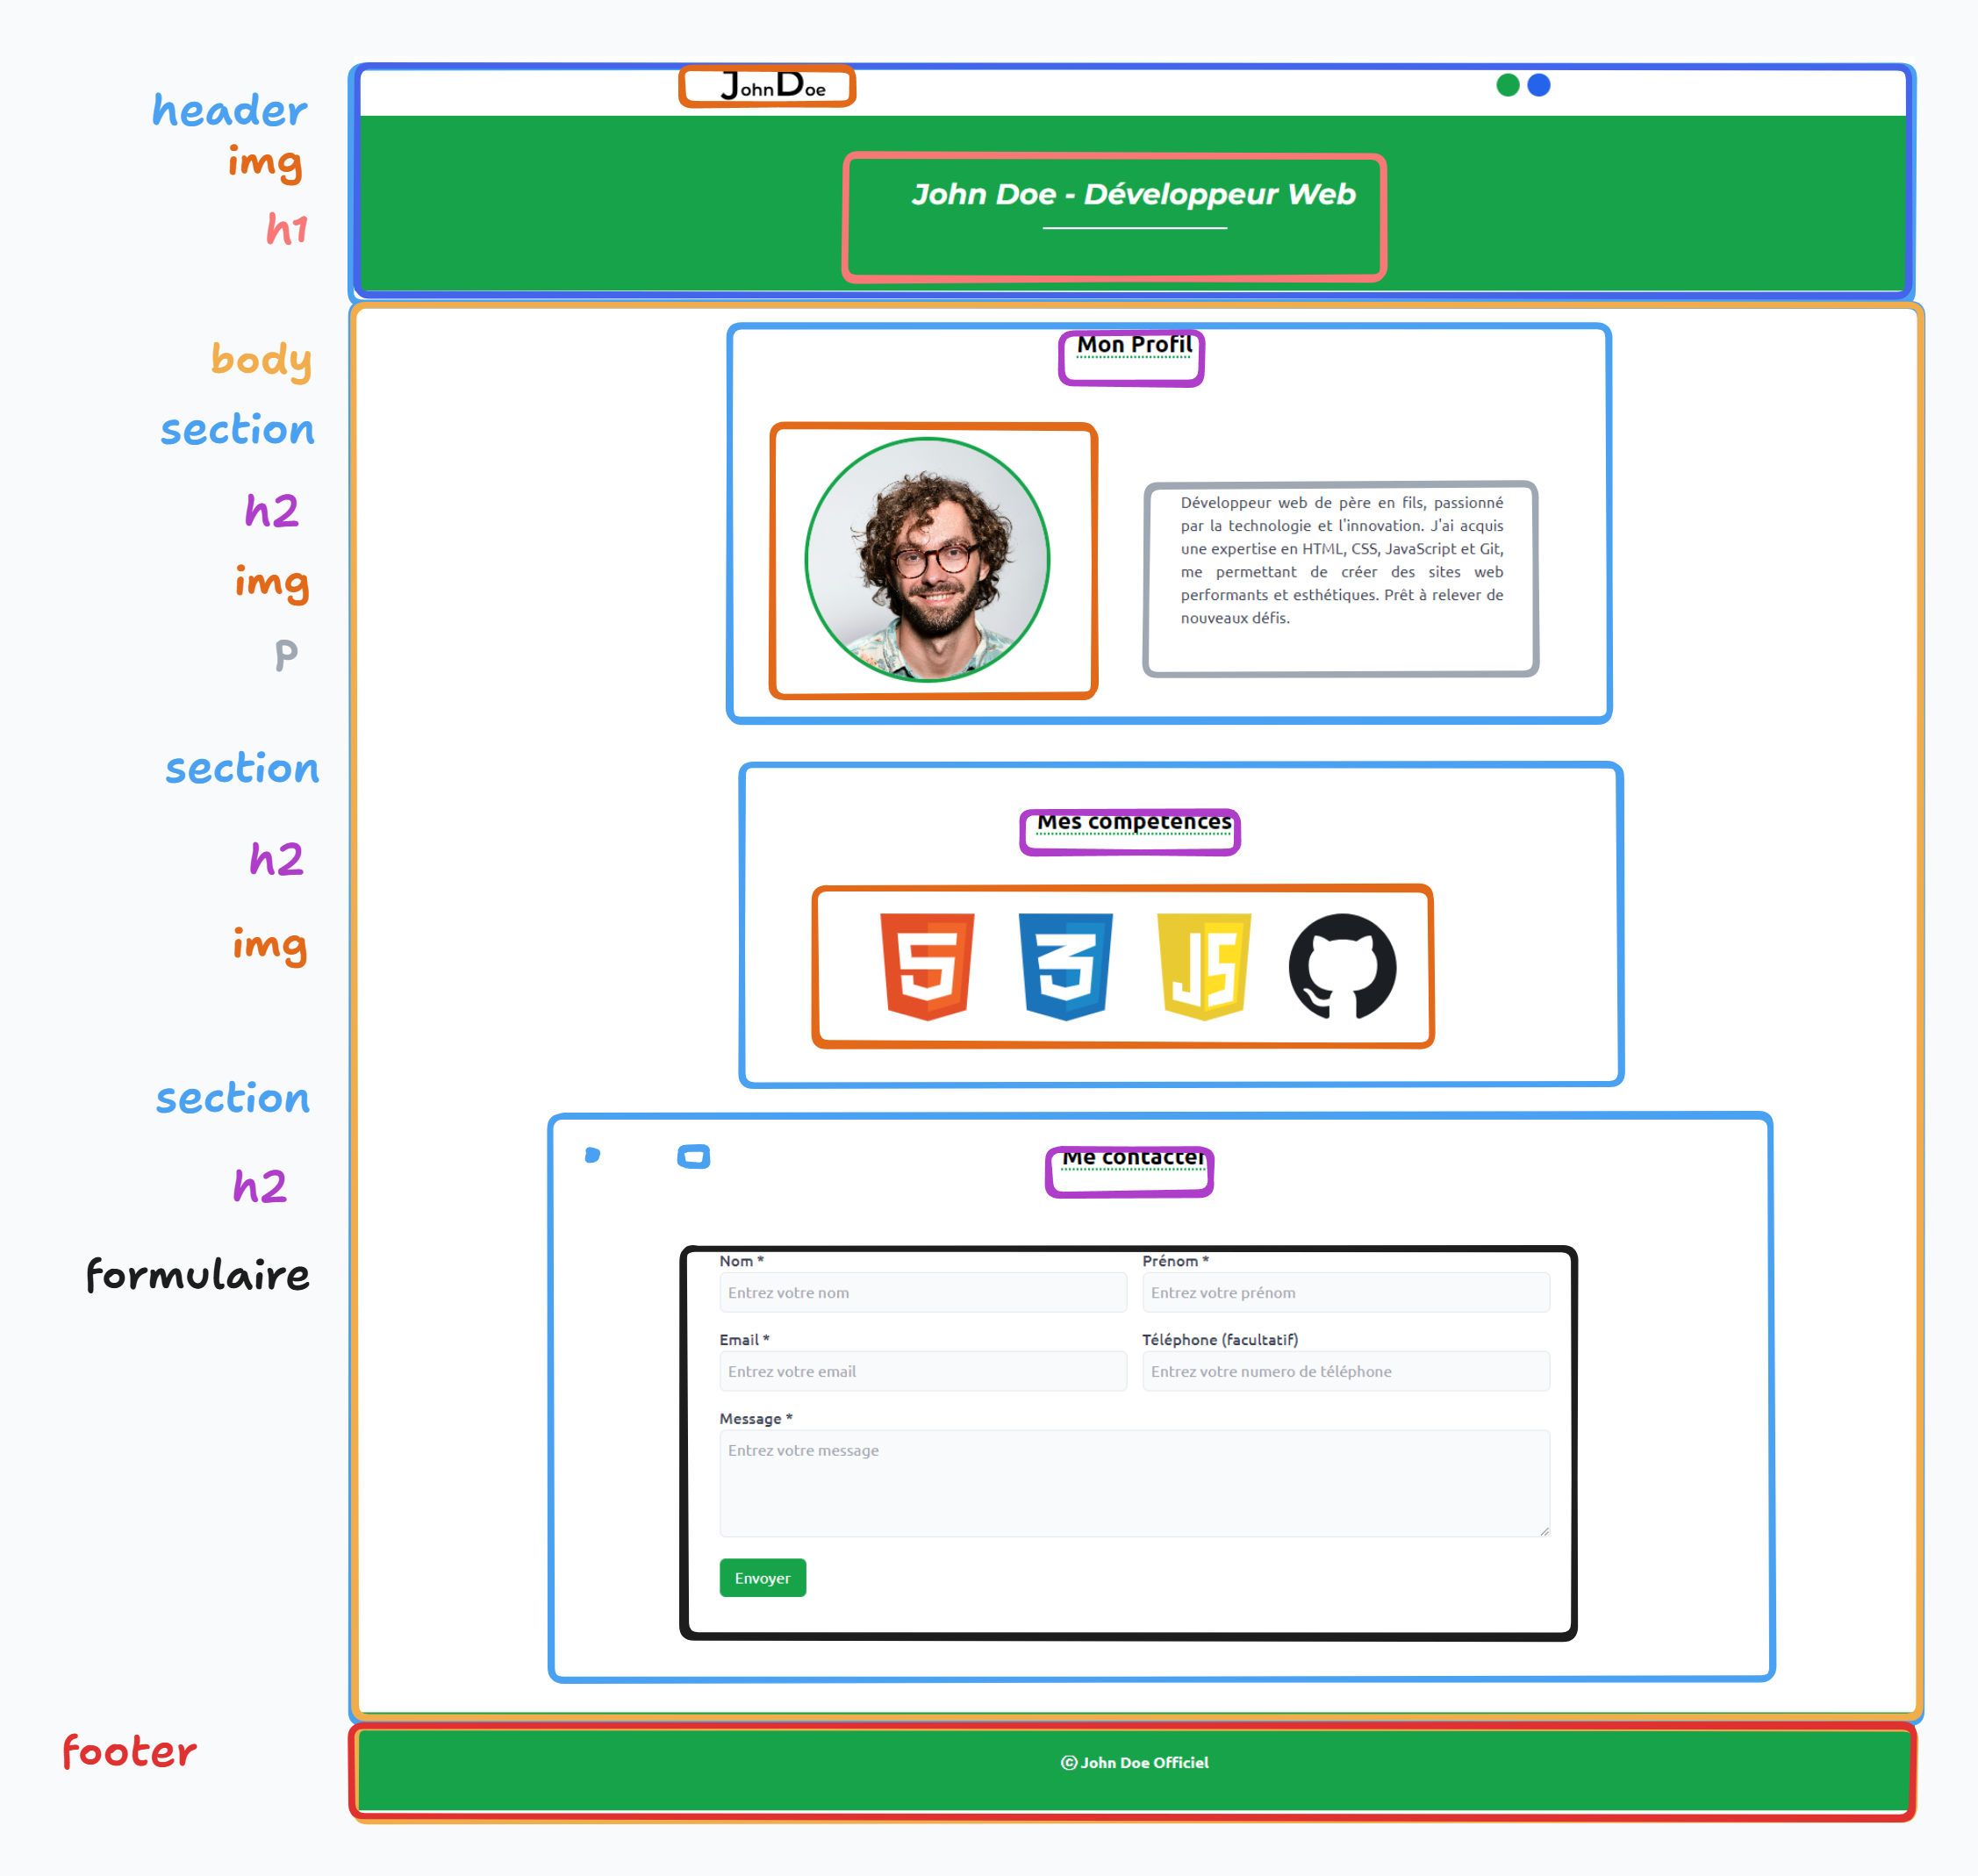 header
JohnDoe
img
h1
John Doe - Développeur Web
body
Mon Profil
section
h2
img
p
Développeur web de père en fils, passionné
par la technologie et l'innovation. J'ai acquis
une expertise en HTML, CSS, JavaScript et Git,
me permettant de créer des sites web
performants et esthétiques. Prêt à relever de
nouveaux défis.
section
h2
Mes compétences
img
5
3
JS
section
h2
Me contacter
formulaire
Nom *
Prénom *
Entrez votre nom
Entrez votre prénom
Email *
Téléphone (facultatif)
Entrez votre email
Entrez votre numero de téléphone
Message *
Entrez votre message
Envoyer
footer
© John Doe Officiel